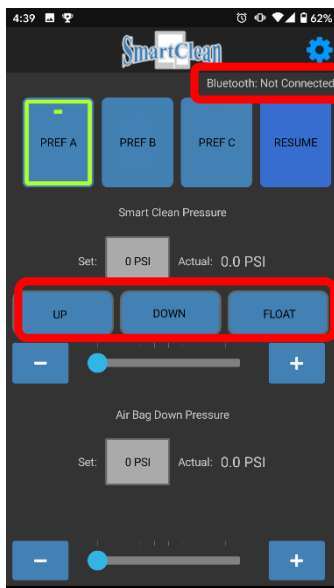 4:39 62%
SmartClean
Bluetooth: Not Connected
PREF A PREF B PREF C RESUME
Smart Clean Pressure
Set: 0 PSI Actual: 0.0 PSI
UP DOWN FLOAT
− +
Air Bag Down Pressure
Set: 0 PSI Actual: 0.0 PSI
− +